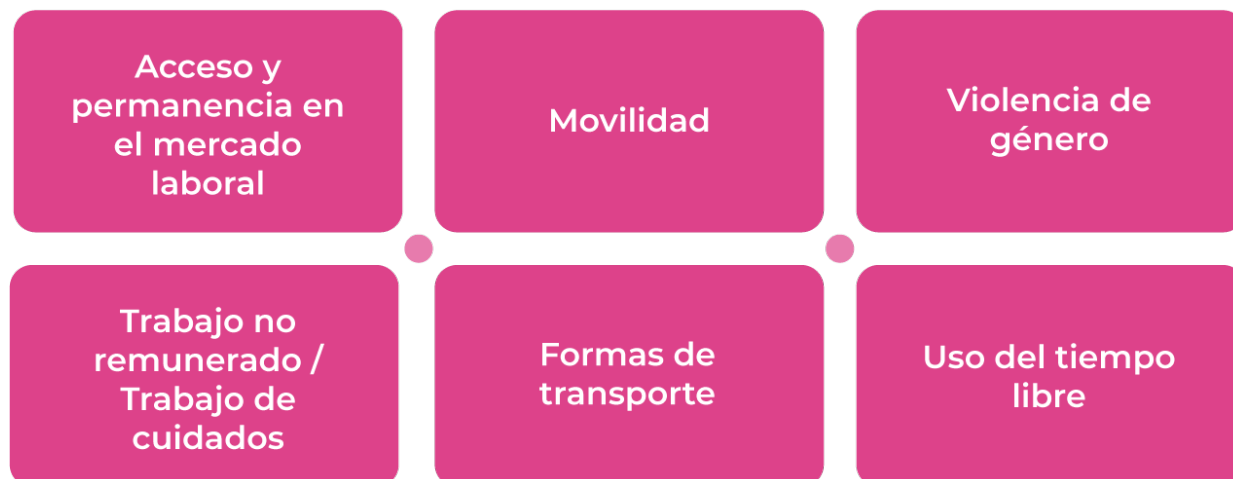 Acceso y
permanencia en
el mercado
laboral
Movilidad
Violencia de
género
Trabajo no
remunerado /
Trabajo de
cuidados
Formas de
transporte
Uso del tiempo
libre